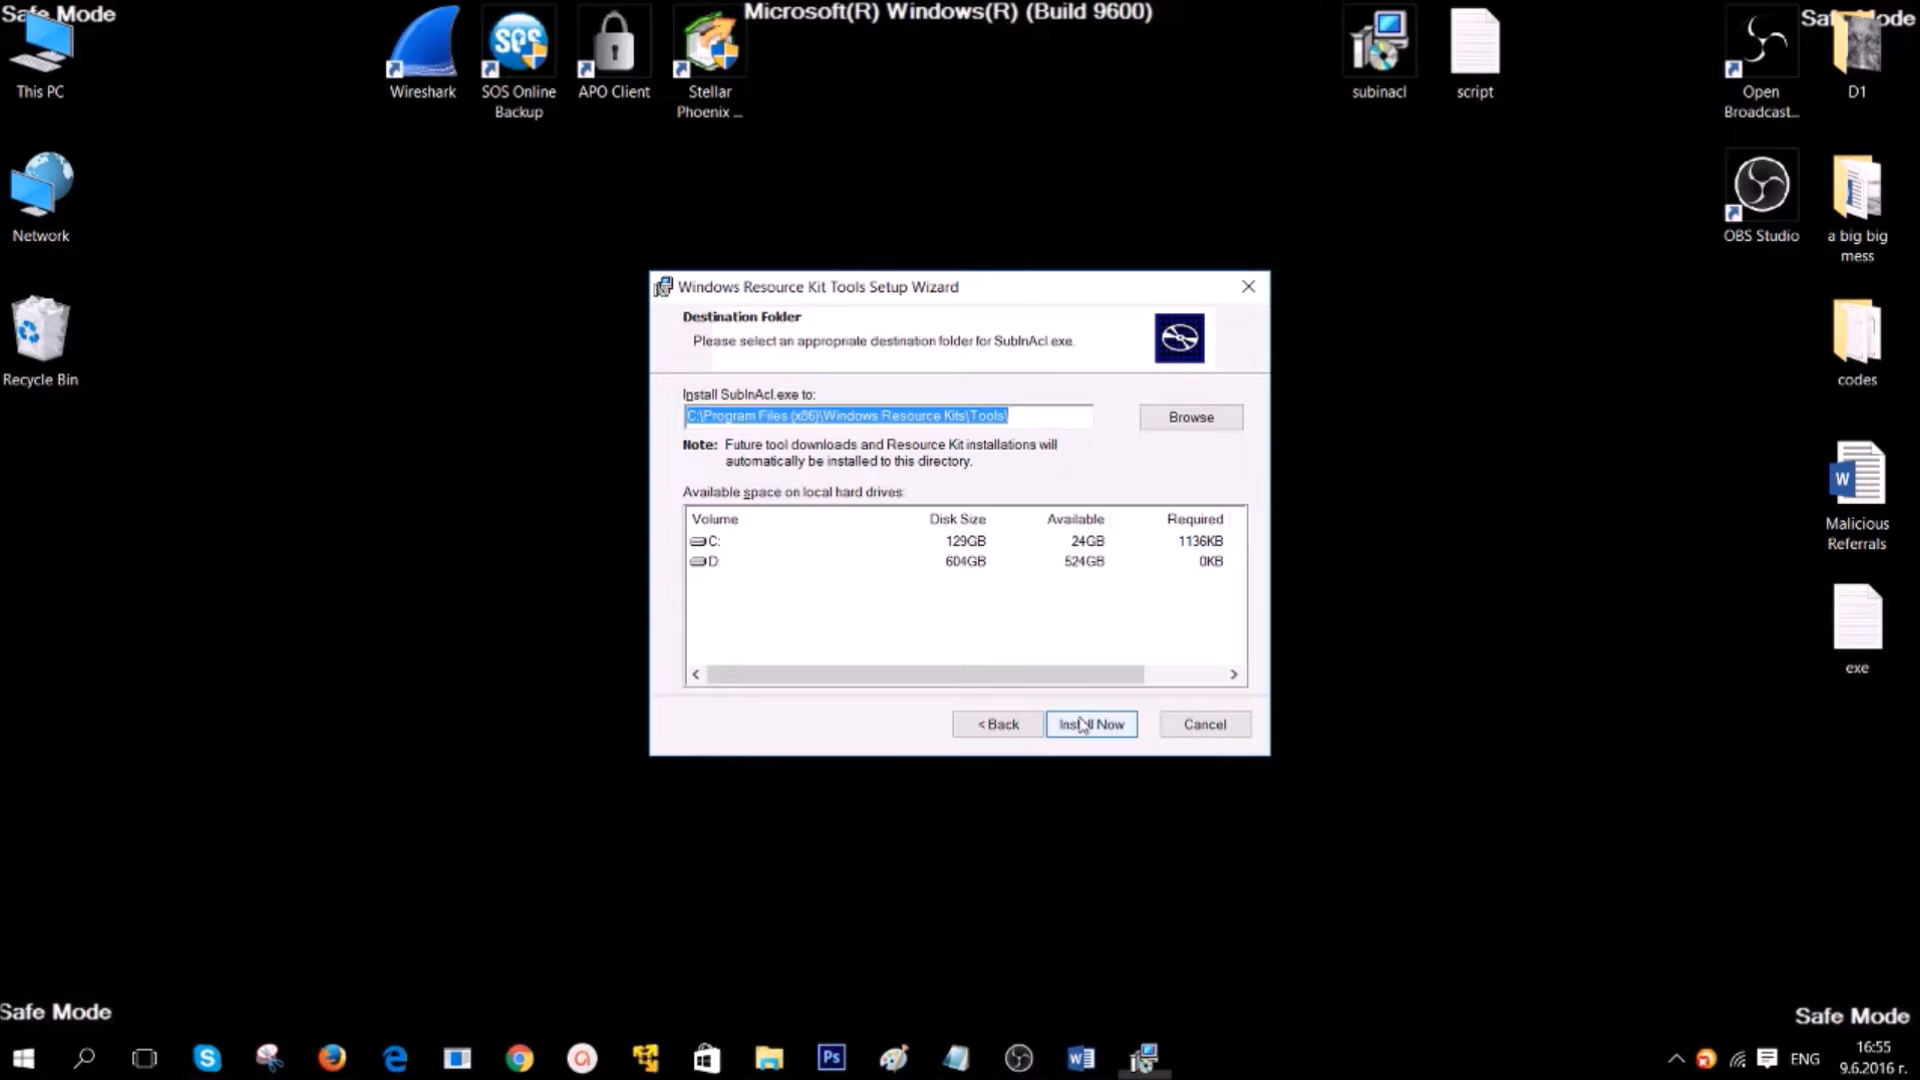 Safe Mode
Microsoft(R) Windows(R) (Build 9600)
Safe Mode
This PC
Wireshark
SOS Online
Backup
APO Client
Stellar
Phoenix ...
subinacl
script
Open
Broadcast...
D1
Network
OBS Studio
a big big
mess
Recycle Bin
codes
Malicious
Referrals
exe
Windows Resource Kit Tools Setup Wizard
Destination Folder
Please select an appropriate destination folder for SubInAcl.exe.
Install SubInAcl.exe to:
C:\Program Files (x86)\Windows Resource Kits\Tools\
Browse
Note: Future tool downloads and Resource Kit installations will
automatically be installed to this directory.
Available space on local hard drives:
Volume Disk Size Available Required
C: 129GB 24GB 1136KB
D: 604GB 524GB 0KB
< Back
Install Now
Cancel
Safe Mode
Safe Mode
ENG
16:55
9.6.2016 г.